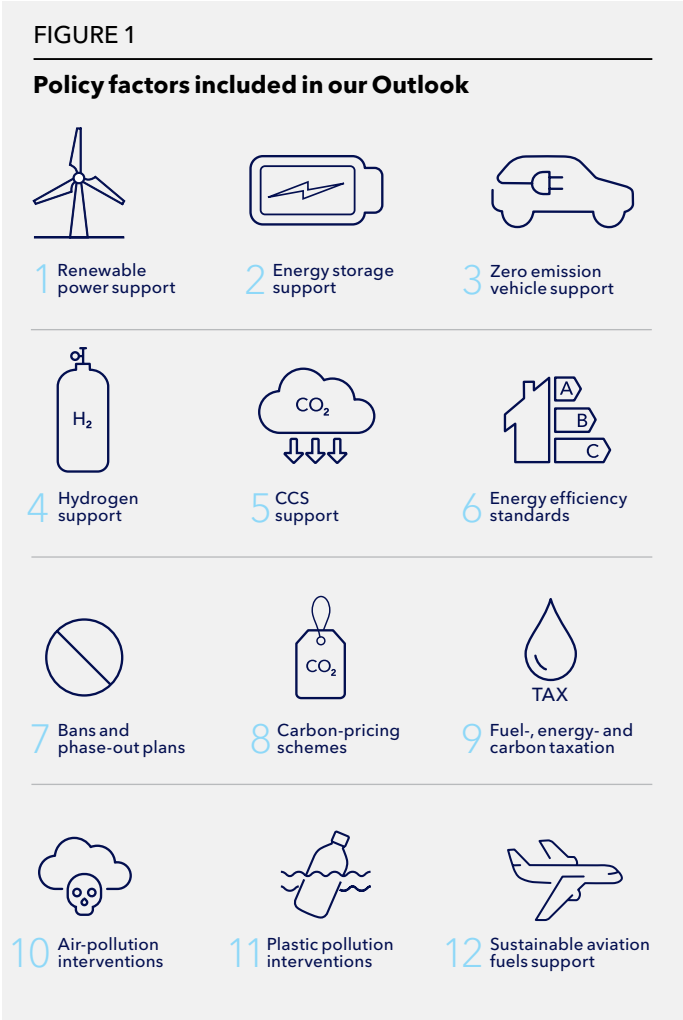 FIGURE 1
Policy factors included in our Outlook
1 Renewable
power support
2 Energy storage
support
3 Zero emission
vehicle support
H₂
4 Hydrogen
support
CO₂
5 CCS
support
A
B
C
6 Energy efficiency
standards
7 Bans and
phase-out plans
CO₂
8 Carbon-pricing
schemes
TAX
9 Fuel-, energy- and
carbon taxation
10 Air-pollution
interventions
11 Plastic pollution
interventions
12 Sustainable aviation
fuels support